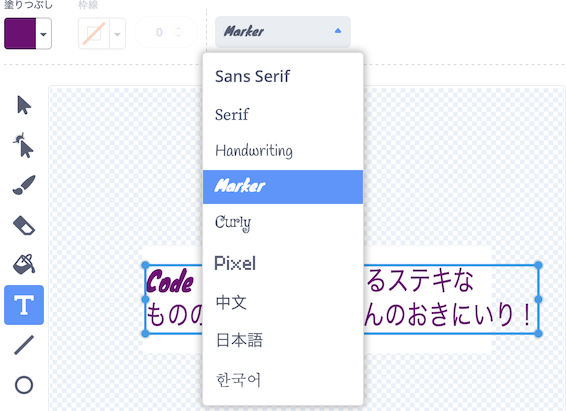 塗りつぶし 枠線
0
Marker
Sans Serif
Serif
Handwriting
Marker
Curly
Pixel
中文
日本語
한국어
Code るステキな
ものの んのおきにいり！
T